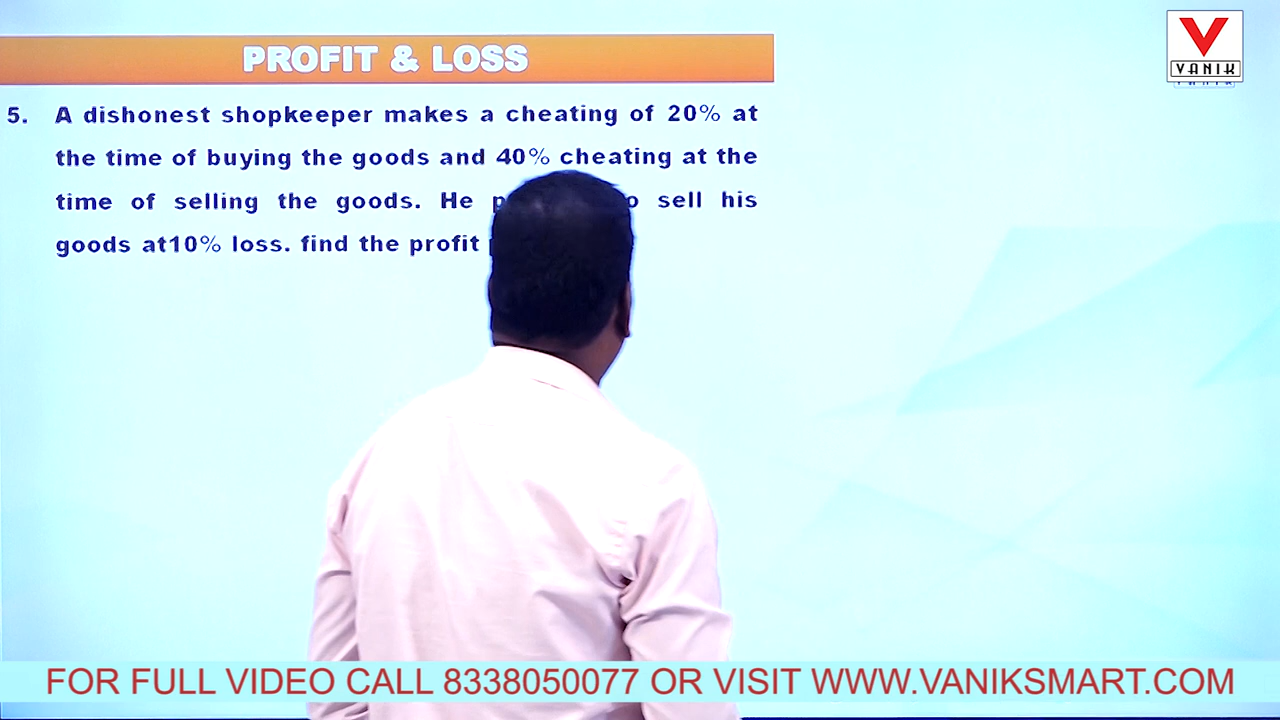 PROFIT & LOSS
VANIK
5. A dishonest shopkeeper makes a cheating of 20% at
the time of buying the goods and 40% cheating at the
time of selling the goods. He sell his
goods at10% loss. find the profit
FOR FULL VIDEO CALL 8338050077 OR VISIT WWW.VANIKSMART.COM